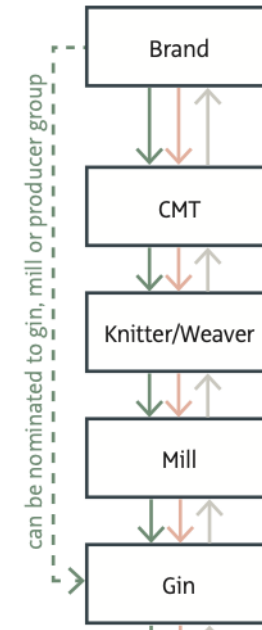 Brand
can be nominated to gin, mill or producer group
CMT
Knitter/Weaver
Mill
Gin